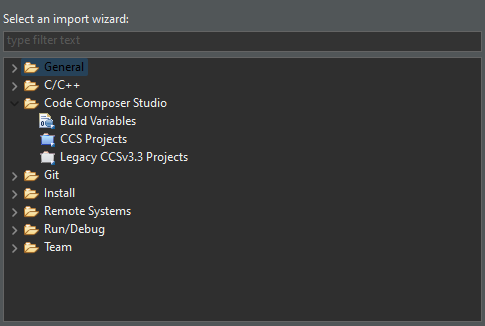 Select an import wizard:
type filter text
General
C/C++
Code Composer Studio
Build Variables
CCS Projects
Legacy CCSv3.3 Projects
Git
Install
Remote Systems
Run/Debug
Team